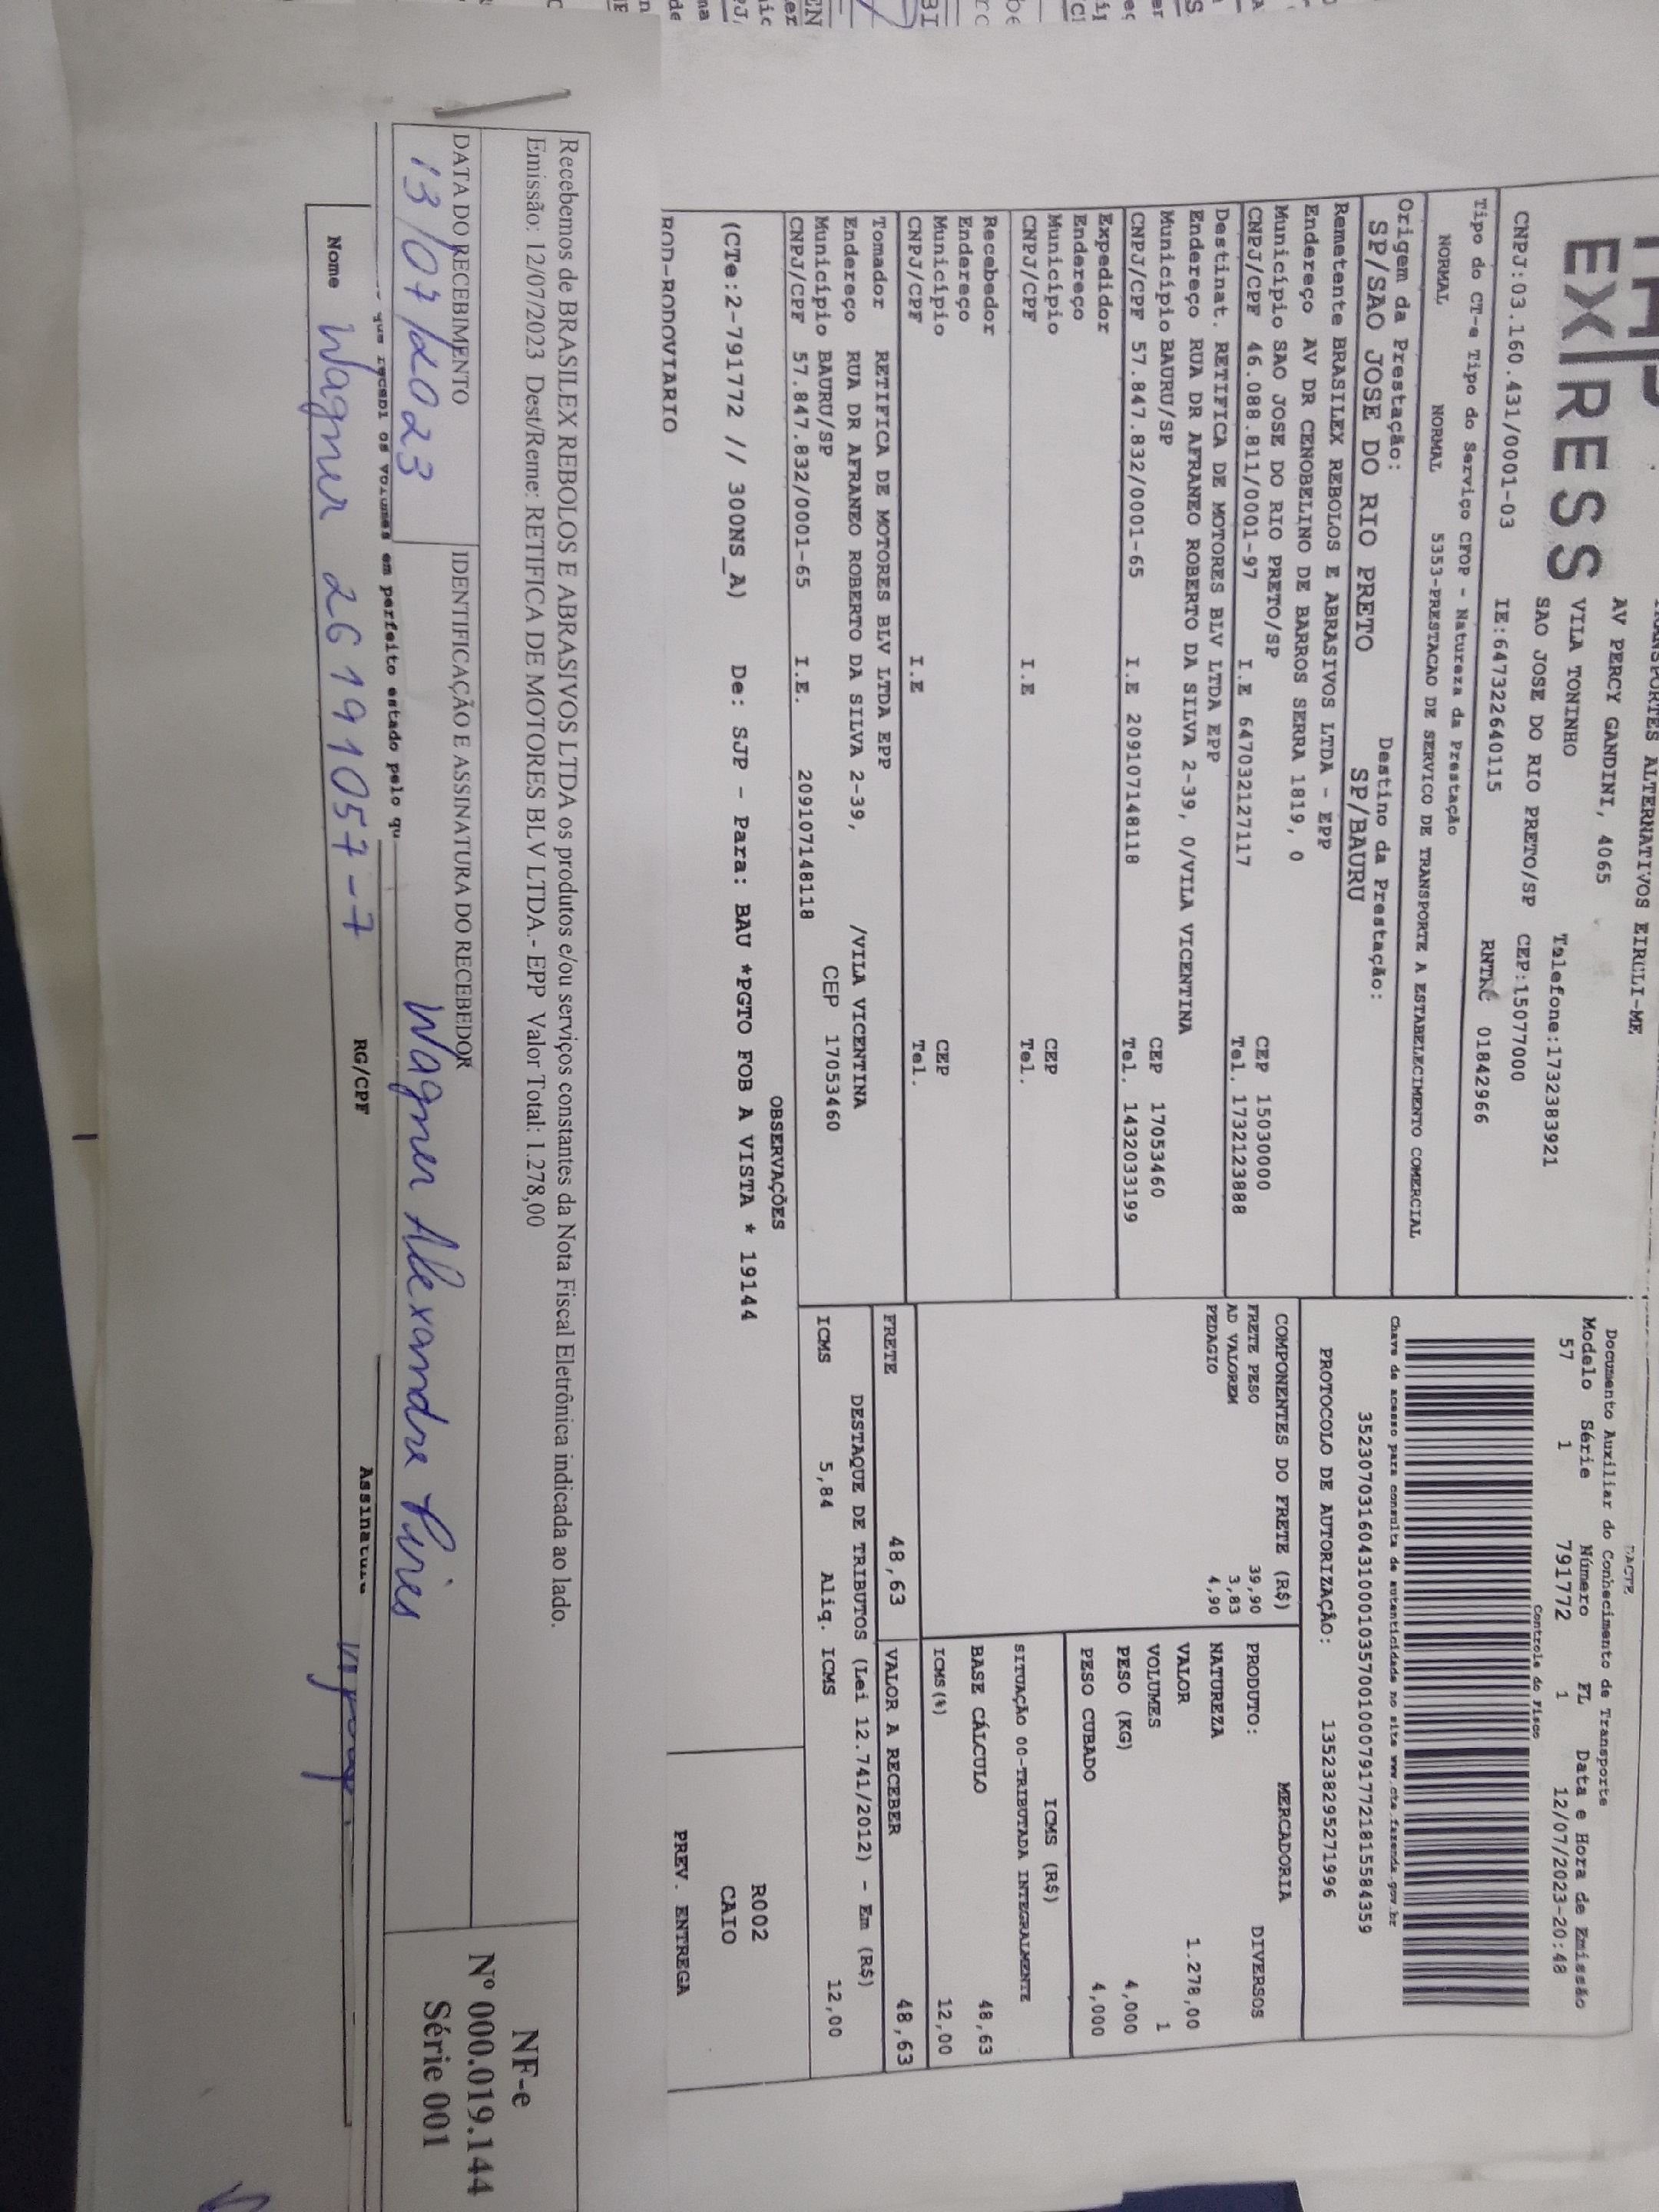 EX RESS
TRANSPORTES ALTERNATIVOS EIRELI-ME
AV PERCY GANDINI, 4065
VILA TONINHO
Telefone:1732383921
SAO JOSE DO RIO PRETO/SP CEP:15077000
CNPJ:03.160.431/0001-03 IE:647322640115 RNTRC 01842966
Tipo do CT-e Tipo do Serviço CFOP - Natureza da Prestação
NORMAL NORMAL 5353-PRESTACAO DE SERVICO DE TRANSPORTE A ESTABELECIMENTO COMERCIAL
Origem da Prestação: Destino da Prestação:
SP/SAO JOSE DO RIO PRETO SP/BAURU
Remetente BRASILEX REBOLOS E ABRASIVOS LTDA - EPP
Endereço AV DR CENOBELINO DE BARROS SERRA 1819, 0
Município SAO JOSE DO RIO PRETO/SP CEP 15030000
CNPJ/CPF 46.088.811/0001-97 I.E 647032127117 Tel. 1732123888
Destinat. RETIFICA DE MOTORES BLV LTDA EPP
Endereço RUA DR AFRANEO ROBERTO DA SILVA 2-39, 0/VILA VICENTINA
Município BAURU/SP CEP 17053460
CNPJ/CPF 57.847.832/0001-65 I.E 209107148118 Tel. 1432033199
Expedidor
Endereço
Município CEP
CNPJ/CPF I.E Tel.
Recebedor
Endereço
Município CEP
CNPJ/CPF I.E Tel.
Tomador RETIFICA DE MOTORES BLV LTDA EPP
Endereço RUA DR AFRANEO ROBERTO DA SILVA 2-39, /VILA VICENTINA
Município BAURU/SP CEP 17053460
CNPJ/CPF 57.847.832/0001-65 I.E. 209107148118
OBSERVAÇÕES
(CTe:2-791772 // 300NS_A) De: SJP - Para: BAU *PGTO FOB A VISTA * 19144
ROD-RODOVIARIO
DACTE
Documento Auxiliar do Conhecimento de Transporte
Modelo Série Número FL Data e Hora de Emissão
57 1 791772 1 12/07/2023-20:48
Controle do Fisco
Chave de acesso para consulta de autenticidade no site www.cte.fazenda.gov.br
35230703160431000103570010007917721815584359
PROTOCOLO DE AUTORIZAÇÃO: 135238295271996
COMPONENTES DO FRETE (R$)
FRETE PESO 39,90
AD VALOREM 3,83
PEDAGIO 4,90
MERCADORIA
PRODUTO: DIVERSOS
NATUREZA
VALOR 1.278,00
VOLUMES 1
PESO (KG) 4,000
PESO CUBADO 4,000
ICMS (R$)
SITUAÇÃO 00-TRIBUTADA INTEGRALMENTE
BASE CÁLCULO 48,63
ICMS(%) 12,00
FRETE 48,63 VALOR A RECEBER 48,63
DESTAQUE DE TRIBUTOS (Lei 12.741/2012) - Em (R$)
ICMS 5,84 Aliq. ICMS 12,00
R002
CAIO
PREV. ENTREGA
Recebemos de BRASILEX REBOLOS E ABRASIVOS LTDA os produtos e/ou serviços constantes da Nota Fiscal Eletrônica indicada ao lado.
Emissão: 12/07/2023 Dest/Reme: RETIFICA DE MOTORES BLV LTDA.- EPP Valor Total: 1.278,00
DATA DO RECEBIMENTO IDENTIFICAÇÃO E ASSINATURA DO RECEBEDOR
13/07/2023 Wagner Alexandre Pires
NF-e
Nº 000.019.144
Série 001
que recebi os volumes em perfeito estado pelo qu
Nome Wagner 26191057-7 RG/CPF Assinatura